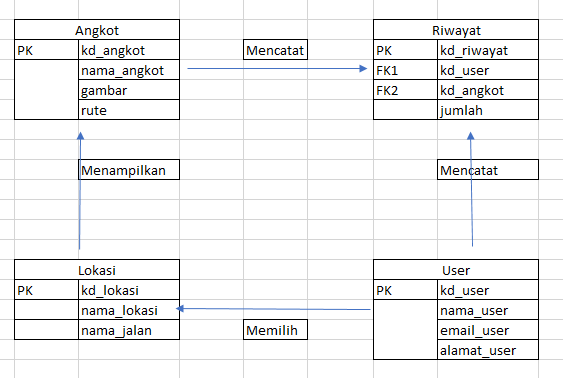 Angkot
PK kd_angkot
nama_angkot
gambar
rute
Mencatat
Riwayat
PK kd_riwayat
FK1 kd_user
FK2 kd_angkot
jumlah
Menampilkan
Mencatat
Lokasi
PK kd_lokasi
nama_lokasi
nama_jalan
Memilih
User
PK kd_user
nama_user
email_user
alamat_user